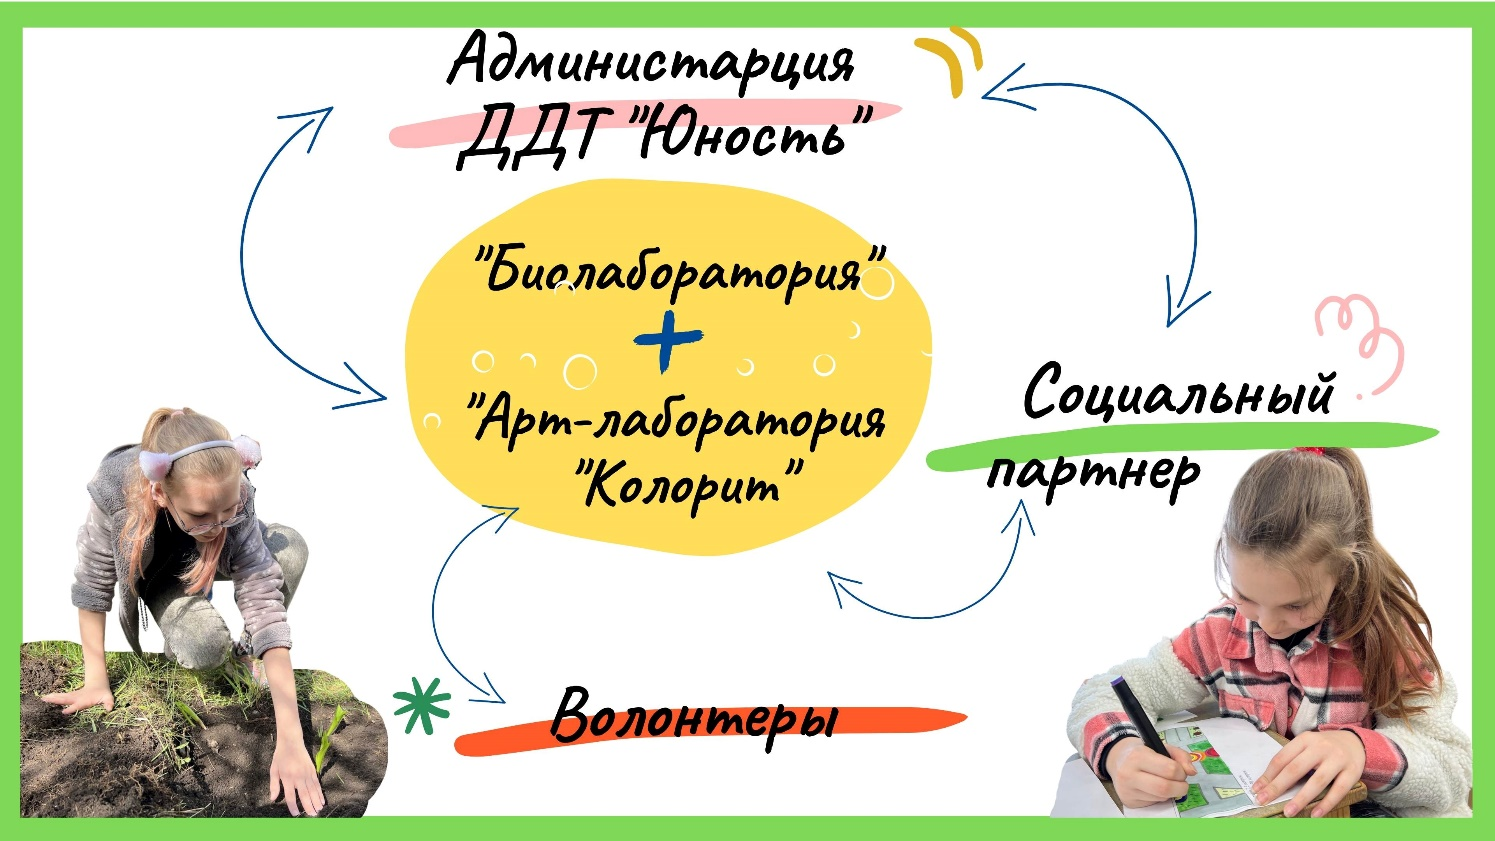 Администарция
ДДТ "Юность"
"Биолаборатория"
+
"Арт-лаборатория
"Колорит"
Социальный
партнер
Волонтеры